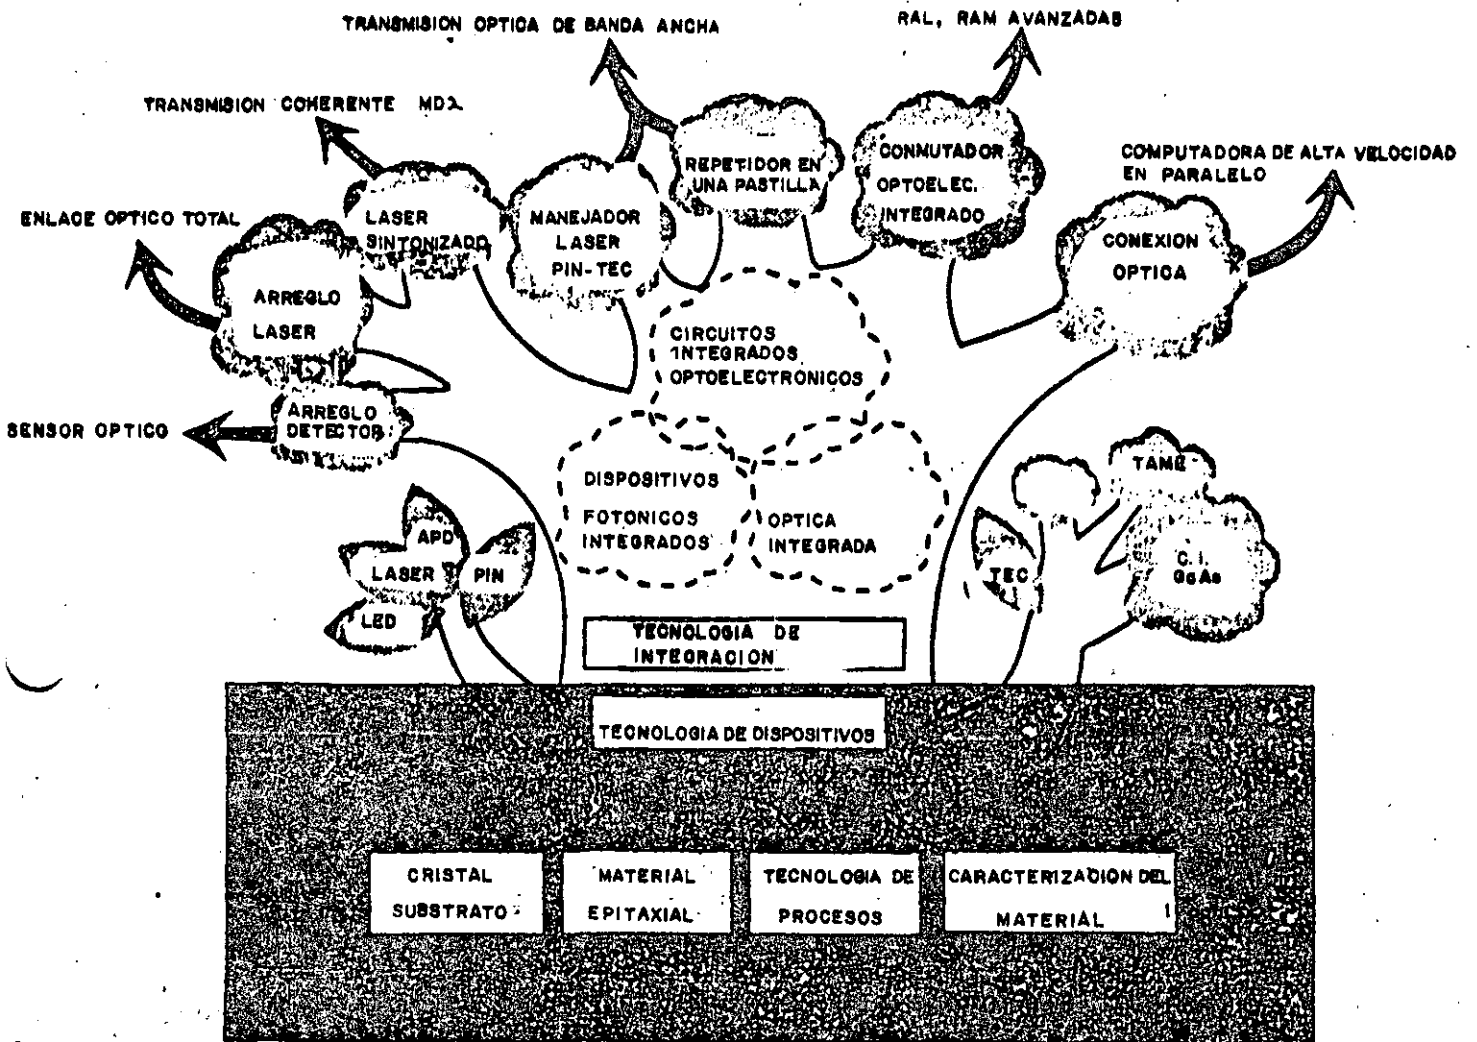 TRANSMISION OPTICA DE BANDA ANCHA
RAL, RAM AVANZADAS
TRANSMISION COHERENTE MDλ
COMPUTADORA DE ALTA VELOCIDAD
EN PARALELO
ENLACE OPTICO TOTAL
SENSOR OPTICO
ARREGLO
LASER
LASER
SINTONIZADO
MANEJADOR
LASER
PIN-TEC
REPETIDOR EN
UNA PASTILLA
CONMUTADOR
OPTOELEC.
INTEGRADO
CONEXION
OPTICA
ARREGLO
DETECTOR
CIRCUITOS
INTEGRADOS
OPTOELECTRONICOS
DISPOSITIVOS
FOTONICOS
INTEGRADOS
OPTICA
INTEGRADA
APD
LASER
PIN
LED
TAME
TEC
C.I.
GaAs
TECNOLOGIA DE
INTEGRACION
TECNOLOGIA DE DISPOSITIVOS
CRISTAL
SUBSTRATO
MATERIAL
EPITAXIAL
TECNOLOGIA DE
PROCESOS
CARACTERIZACION DEL
MATERIAL